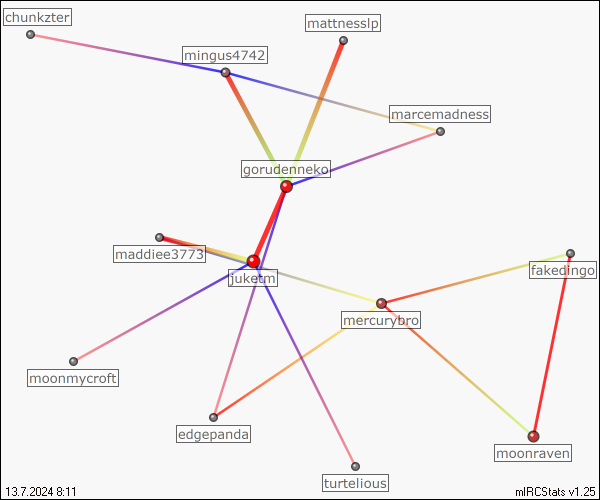 chunkzter
mattnesslp
mingus4742
marcemadness
gorudenneko
maddiee3773
juketm
fakedingo
mercurybro
moonmycroft
edgepanda
moonraven
turtelious
13.7.2024 8:11
mIRCStats v1.25